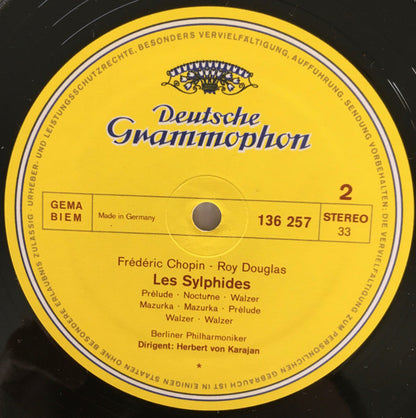 URHEBER- UND LEISTUNGSSCHUTZRECHTE. BESONDERS VERVIELFÄLTIGUNG, AUFFÜHRUNG, SENDUNG VORBEHALTEN. DIE VERVIELFÄLTIGUNG ZUM PERSÖNLICHEN GEBRAUCH IST IN EINIGEN STAATEN OHNE BESONDERE ERLAUBNIS ZULÄSSIG ·
Deutsche
Grammophon
2
GEMA
BIEM
Made in Germany
136 257
STEREO
33
Frédéric Chopin · Roy Douglas
Les Sylphides
Prélude · Nocturne · Walzer
Mazurka · Mazurka · Prélude
Walzer · Walzer
Berliner Philharmoniker
Dirigent: Herbert von Karajan
*